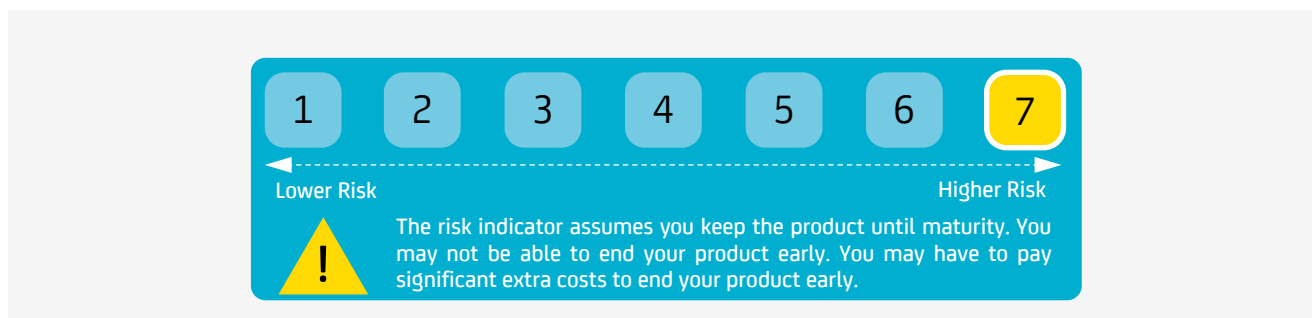 1 2 3 4 5 6 7
Lower Risk Higher Risk
! The risk indicator assumes you keep the product until maturity. You
may not be able to end your product early. You may have to pay
significant extra costs to end your product early.